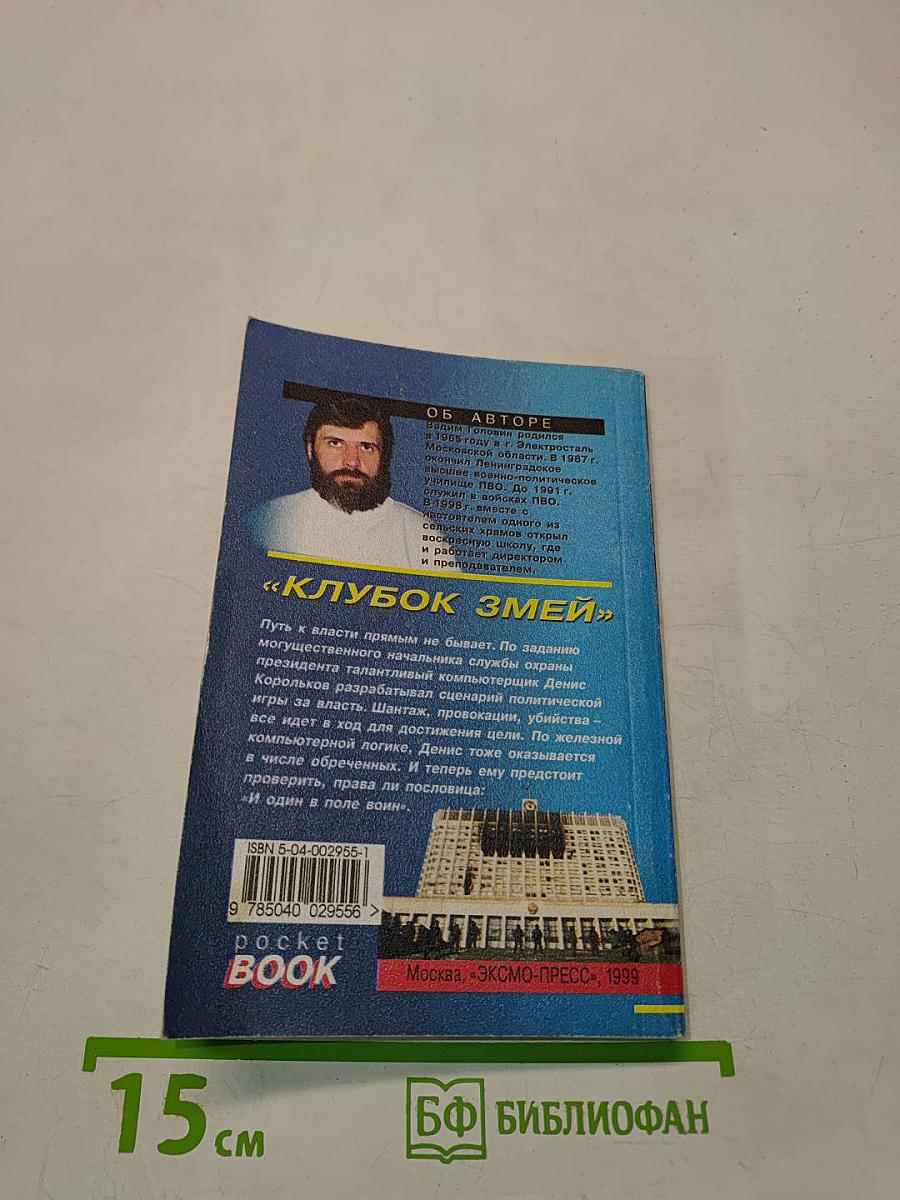 ОБ АВТОРЕ
Вадим Головин родился
в 1965 году в г. Электросталь
Московской области. В 1987 г.
окончил Ленинградское
высшее военно-политическое
училище ПВО. До 1991 г.
служил в войсках ПВО.
В 1998 г. вместе с
настоятелем одного из
сельских храмов открыл
воскресную школу, где
и работает директором
и преподавателем.
«КЛУБОК ЗМЕЙ»
Путь к власти прямым не бывает. По заданию
могущественного начальника службы охраны
президента талантливый компьютерщик Денис
Корольков разрабатывал сценарий политической
игры за власть. Шантаж, провокации, убийства –
все идет в ход для достижения цели. По железной
компьютерной логике, Денис тоже оказывается
в числе обреченных. И теперь ему предстоит
проверить, права ли пословица:
«И один в поле воин».
ISBN 5-04-002955-1
9 785040 029556 >
pocket
BOOK
Москва, «ЭКСМО-ПРЕСС», 1999
15 см
БФ БИБЛИОФАН